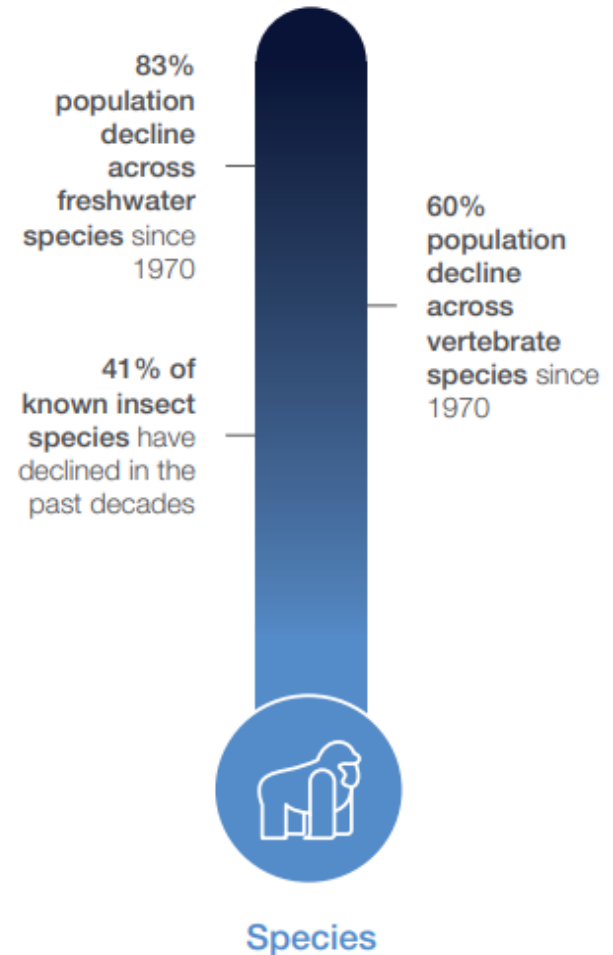 83%
population
decline
across
freshwater
species since
1970
60%
population
decline
across
vertebrate
species since
1970
41% of
known insect
species have
declined in the
past decades
Species